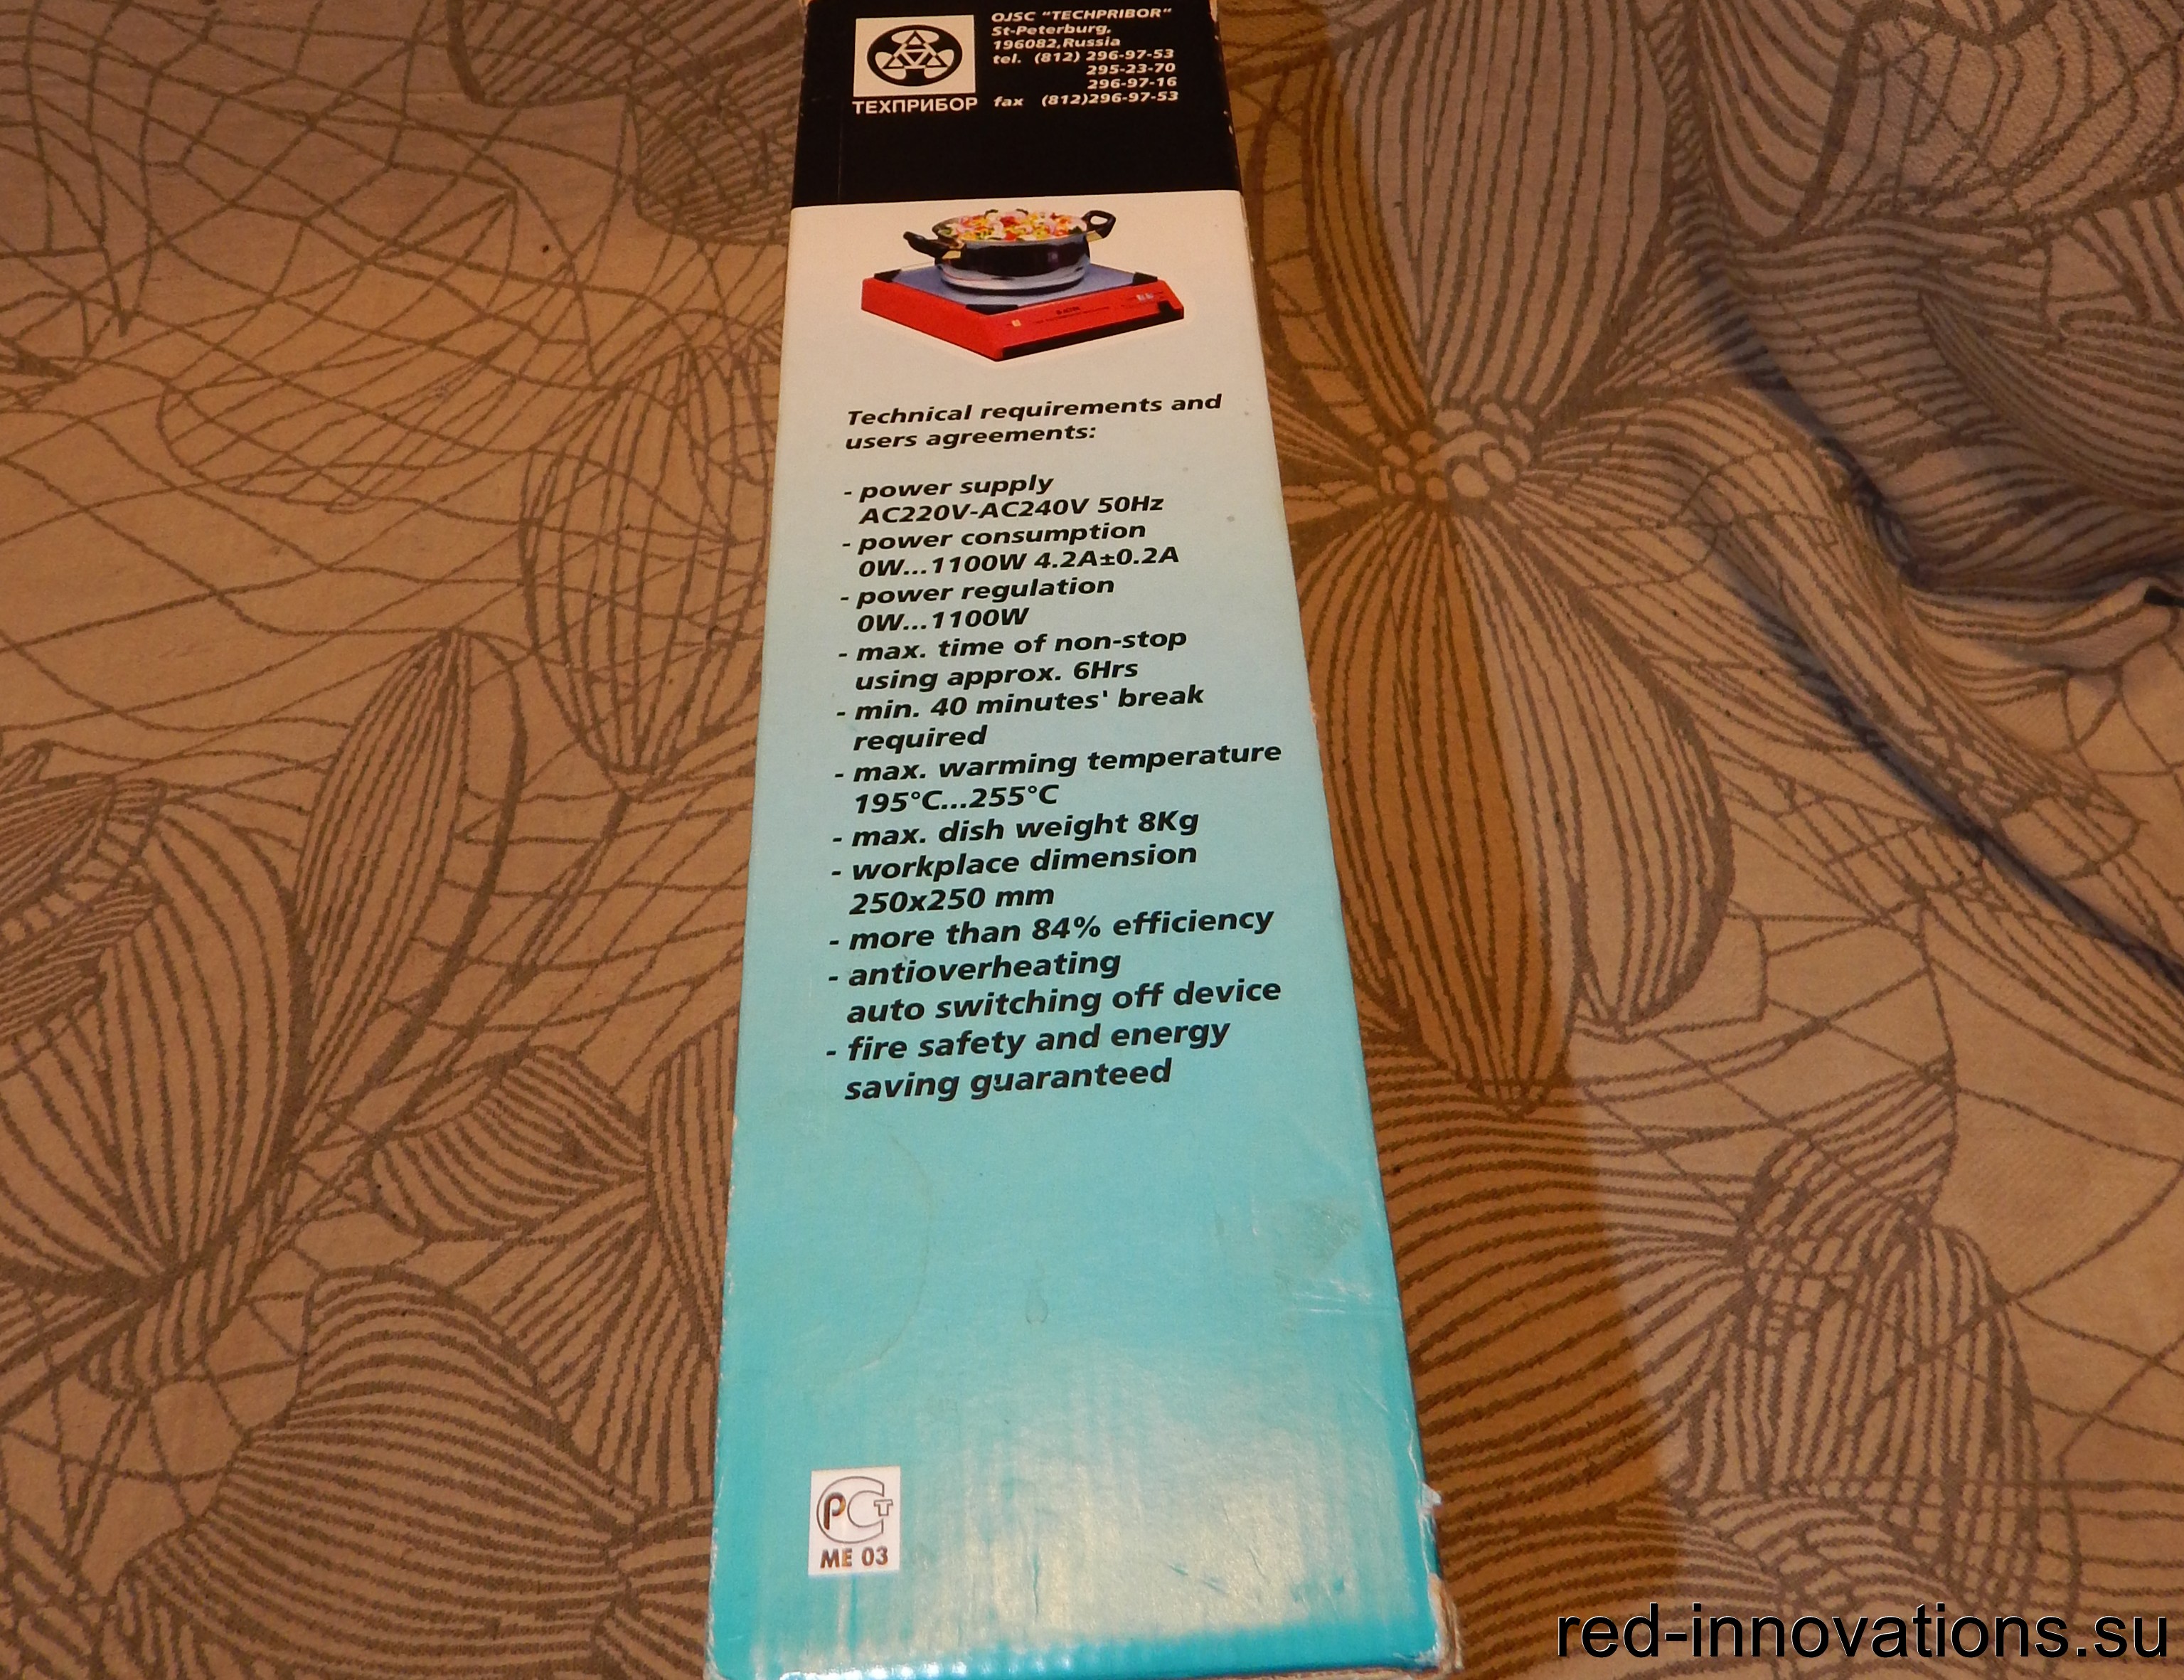 ТЕХПРИБОР
OJSC "TECHPRIBOR"
St-Peterburg,
196082,Russia
tel. (812) 296-97-53
295-23-70
296-97-16
fax (812)296-97-53
Technical requirements and
users agreements:
- power supply
AC220V-AC240V 50Hz
- power consumption
0W...1100W 4.2A±0.2A
- power regulation
0W...1100W
- max. time of non-stop
using approx. 6Hrs
- min. 40 minutes' break
required
- max. warming temperature
195°C...255°C
- max. dish weight 8Kg
- workplace dimension
250x250 mm
- more than 84% efficiency
- antioverheating
auto switching off device
- fire safety and energy
saving guaranteed
РСТ
МЕ 03
red-innovations.su